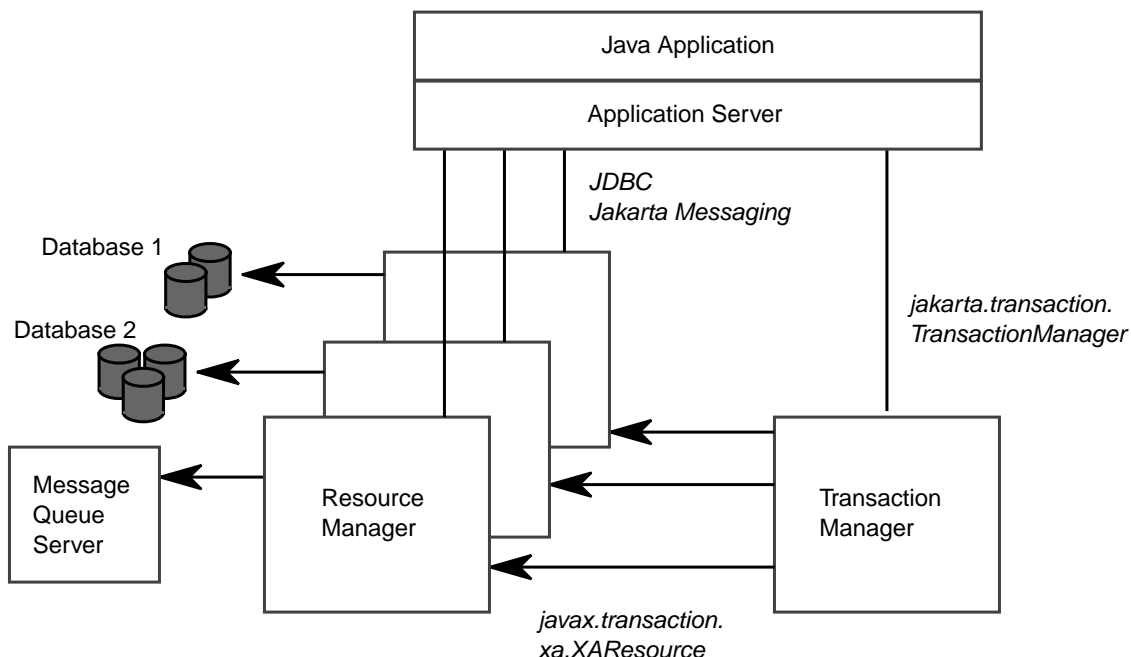 Java Application
Application Server
JDBC
Jakarta Messaging
Database 1
jakarta.transaction.
TransactionManager
Database 2
Message
Queue
Server
Resource
Manager
Transaction
Manager
javax.transaction.
xa.XAResource